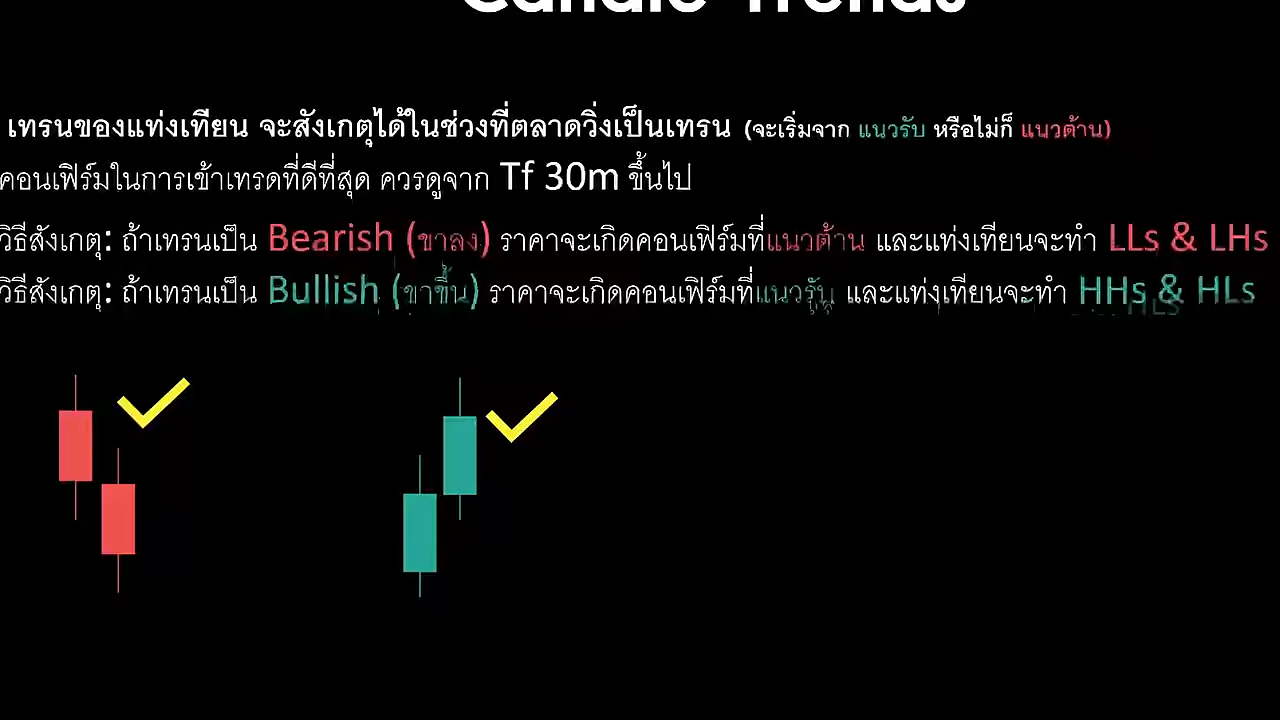 Candle Trends
เทรนของแท่งเทียน จะสังเกตุได้ในช่วงที่ตลาดวิ่งเป็นเทรน (จะเริ่มจาก แนวรับ หรือไม่ก็ แนวต้าน)
คอนเฟิร์มในการเข้าเทรดที่ดีที่สุด ควรดูจาก Tf 30m ขึ้นไป
วิธีสังเกตุ: ถ้าเทรนเป็น Bearish (ขาลง) ราคาจะเกิดคอนเฟิร์มที่แนวต้าน และแท่งเทียนจะทำ LLs & LHs
วิธีสังเกตุ: ถ้าเทรนเป็น Bullish (ขาขึ้น) ราคาจะเกิดคอนเฟิร์มที่แนวรับ และแท่งเทียนจะทำ HHs & HLs